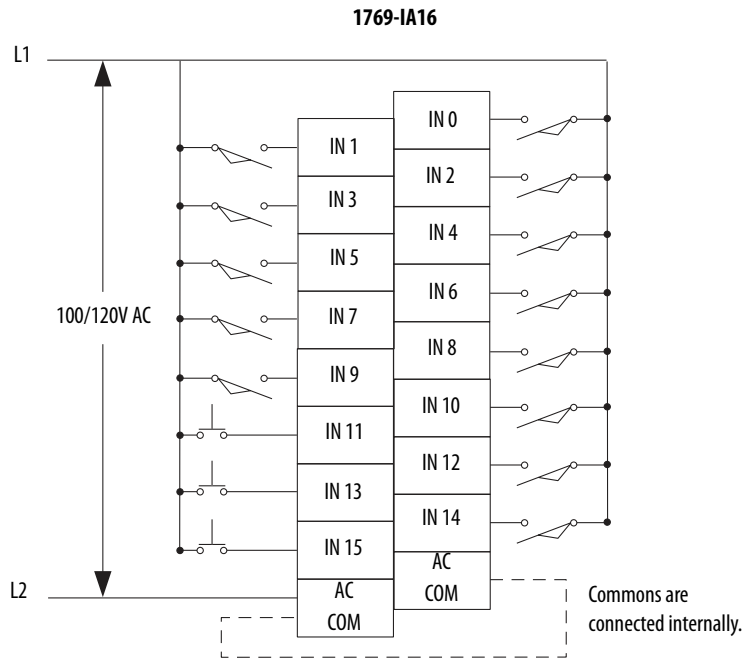 1769-IA16
L1
IN 0
IN 1
IN 2
IN 3
IN 4
IN 5
IN 6
100/120V AC
IN 7
IN 8
IN 9
IN 10
IN 11
IN 12
IN 13
IN 14
IN 15
AC
COM
L2
AC
COM
Commons are
connected internally.